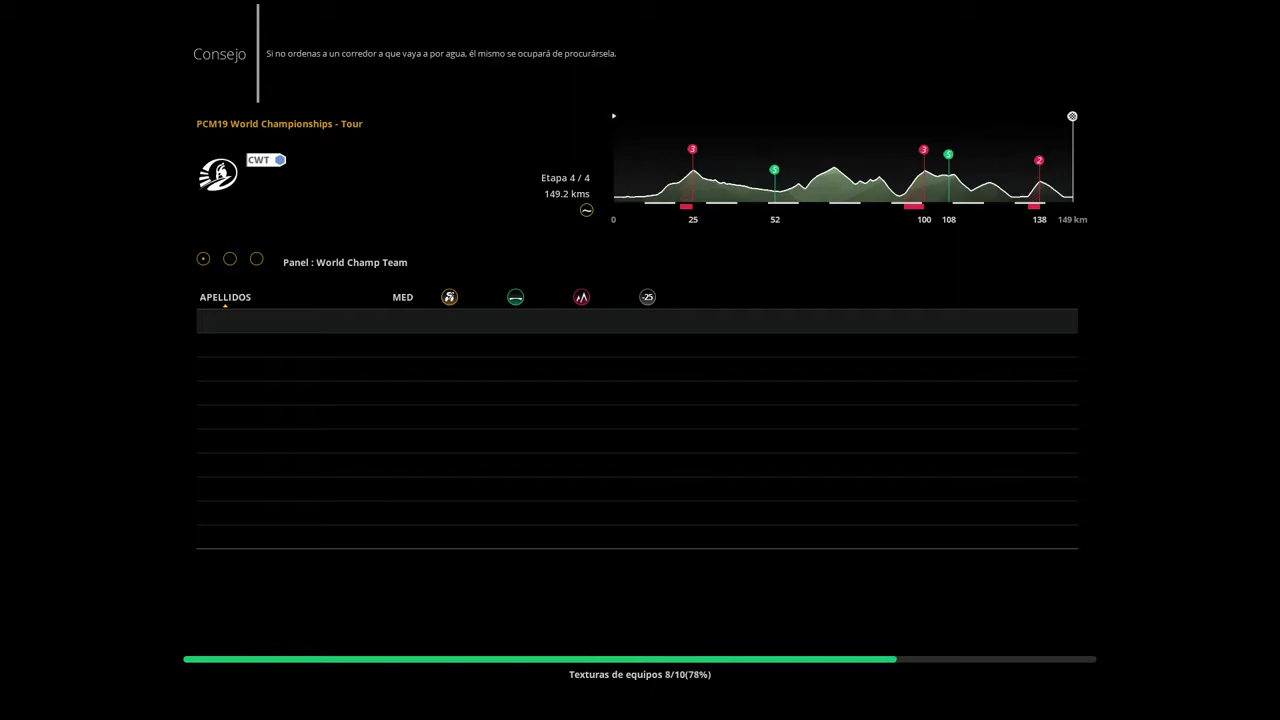 Consejo
Si no ordenas a un corredor a que vaya a por agua, él mismo se ocupará de procurársela.
PCM19 World Championships - Tour
CWT
Etapa 4 / 4
149.2 kms
3
S
3
S
2
0
25
52
100
108
138
149 km
Panel : World Champ Team
APELLIDOS
MED
-25
Texturas de equipos 8/10(78%)